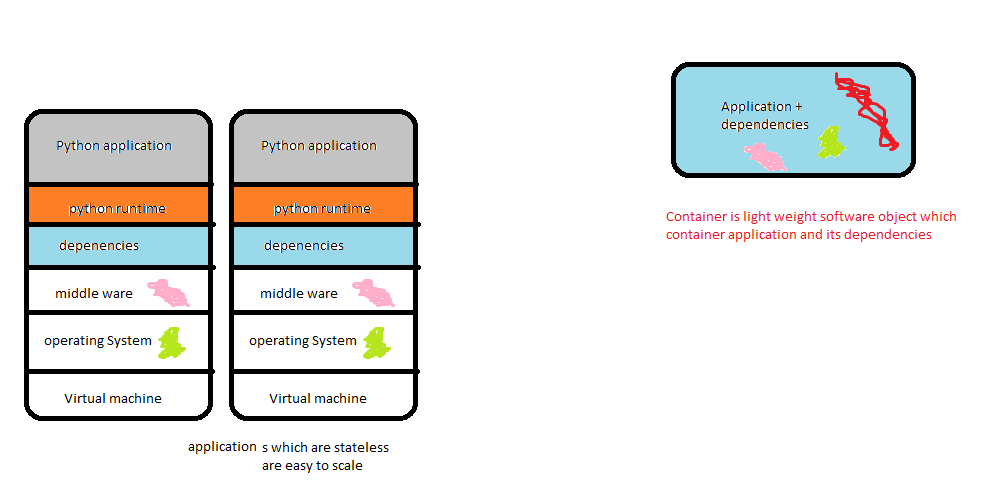 Python application
python runtime
depenencies
middle ware
operating System
Virtual machine
Python application
python runtime
depenencies
middle ware
operating System
Virtual machine
application s which are stateless
are easy to scale
Application +
dependencies
Container is light weight software object which
container application and its dependencies